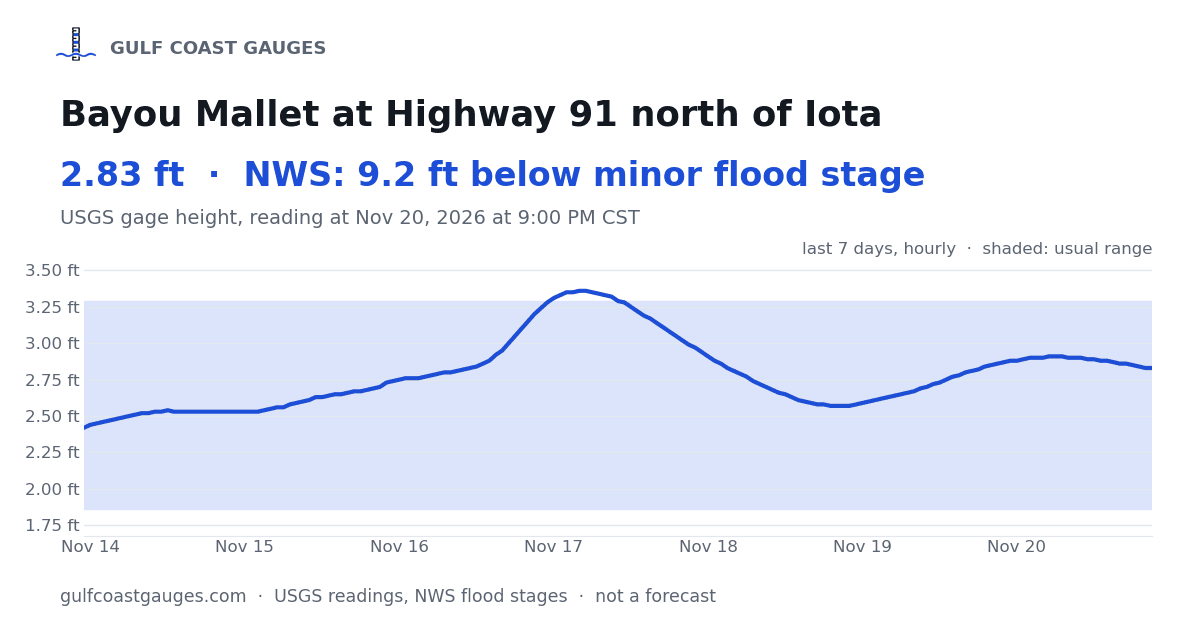 GULF COAST GAUGES
Bayou Mallet at Highway 91 north of Iota
2.83 ft · NWS: 9.2 ft below minor flood stage
USGS gage height, reading at Nov 20, 2026 at 9:00 PM CST
last 7 days, hourly · shaded: usual range
3.50 ft
3.25 ft
3.00 ft
2.75 ft
2.50 ft
2.25 ft
2.00 ft
1.75 ft
Nov 14 Nov 15 Nov 16 Nov 17 Nov 18 Nov 19 Nov 20
gulfcoastgauges.com · USGS readings, NWS flood stages · not a forecast